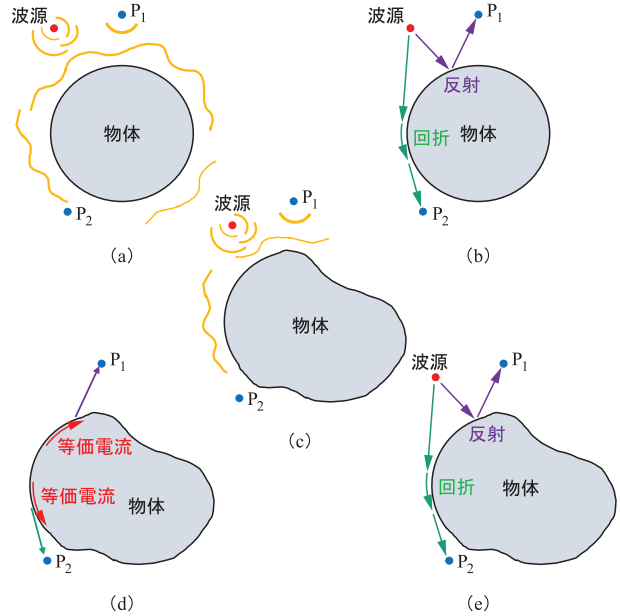 波源
P1
物体
P2
(a)
波源
P1
反射
回折
物体
P2
(b)
波源
P1
物体
P2
(c)
P1
等価電流
等価電流
物体
P2
(d)
波源
P1
反射
回折
物体
P2
(e)